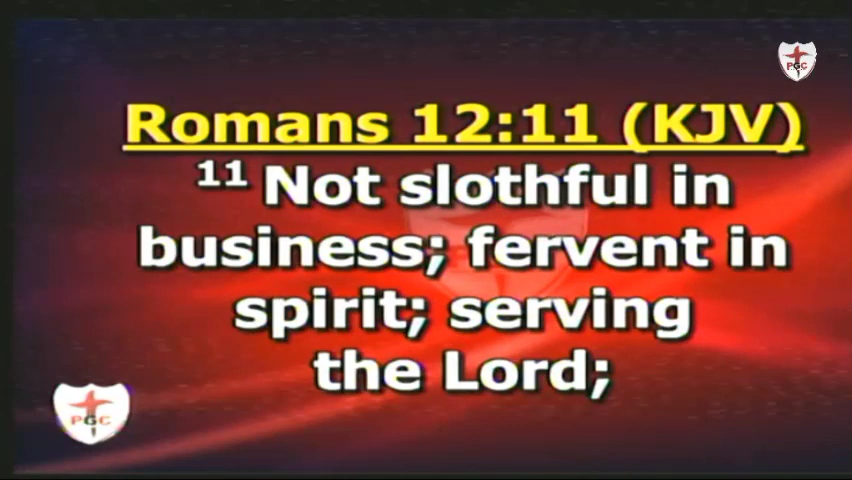 PGC
Romans 12:11 (KJV)
11 Not slothful in
business; fervent in
spirit; serving
the Lord;
PGC